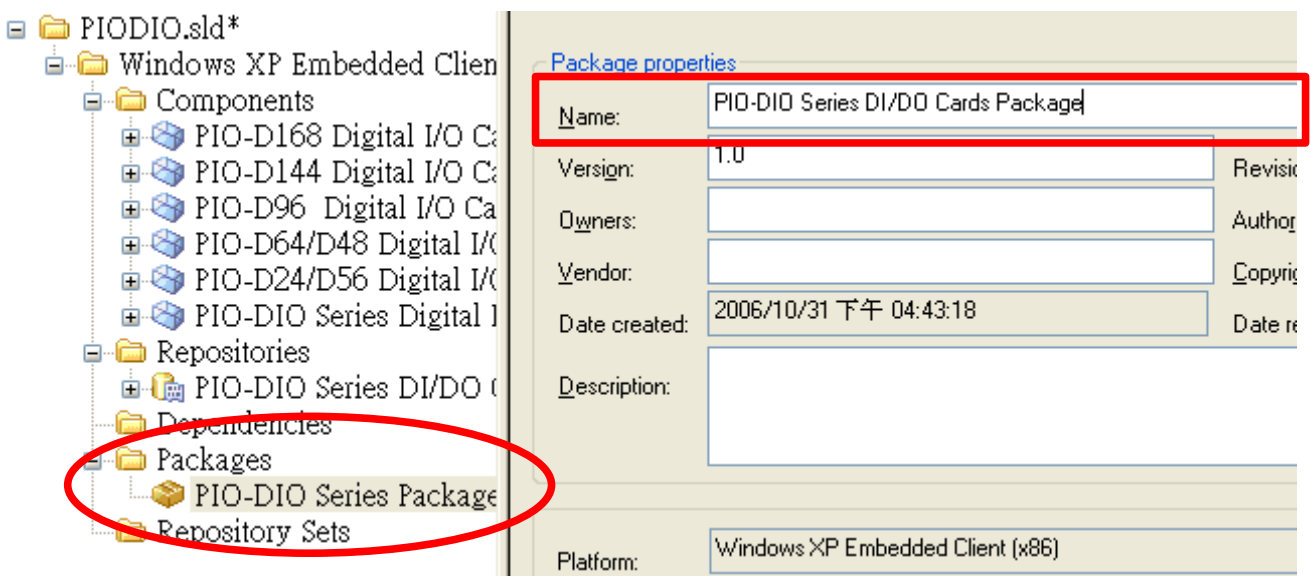 PIODIO.sld*
Windows XP Embedded Clien
Components
PIO-D168 Digital I/O Ca
PIO-D144 Digital I/O Ca
PIO-D96 Digital I/O Ca
PIO-D64/D48 Digital I/(
PIO-D24/D56 Digital I/(
PIO-DIO Series Digital I
Repositories
PIO-DIO Series DI/DO (
Dependencies
Packages
PIO-DIO Series Package
Repository Sets
Package properties
Name: PIO-DIO Series DI/DO Cards Package
Version: 1.0 Revisio
Owners: Author
Vendor: Copyrig
Date created: 2006/10/31 下午 04:43:18 Date re
Description:
Platform: Windows XP Embedded Client (x86)